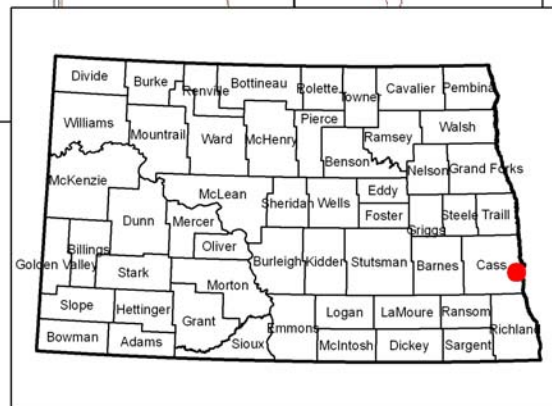 Divide Burke Renville Bottineau Rolette Towner Cavalier Pembina
Williams Mountrail Ward McHenry Pierce Ramsey Walsh
Benson Nelson Grand Forks
McKenzie McLean Sheridan Wells Eddy
Dunn Mercer Foster Griggs Steele Traill
Billings Oliver
Golden Valley Stark Burleigh Kidder Stutsman Barnes Cass
Morton
Slope Hettinger Grant Emmons Logan LaMoure Ransom Richland
Bowman Adams Sioux McIntosh Dickey Sargent